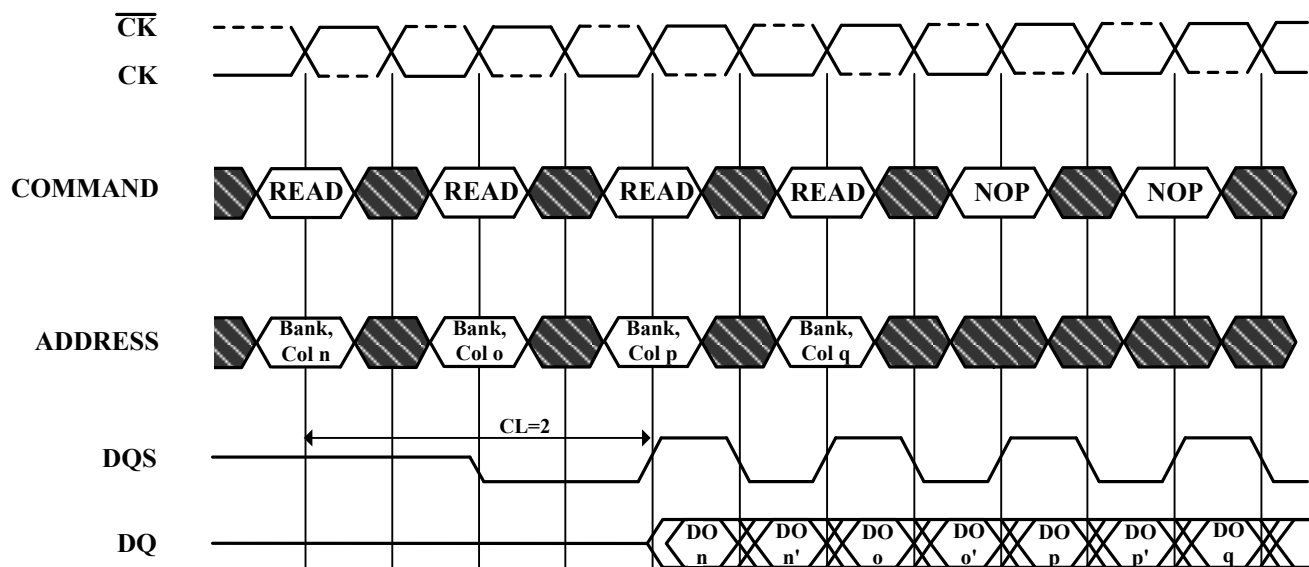 CK
CK
COMMAND
READ READ READ READ NOP NOP
ADDRESS
Bank, Bank, Bank, Bank,
Col n Col o Col p Col q
CL=2
DQS
DQ
DO DO DO DO DO DO DO
n n' o o' p p' q